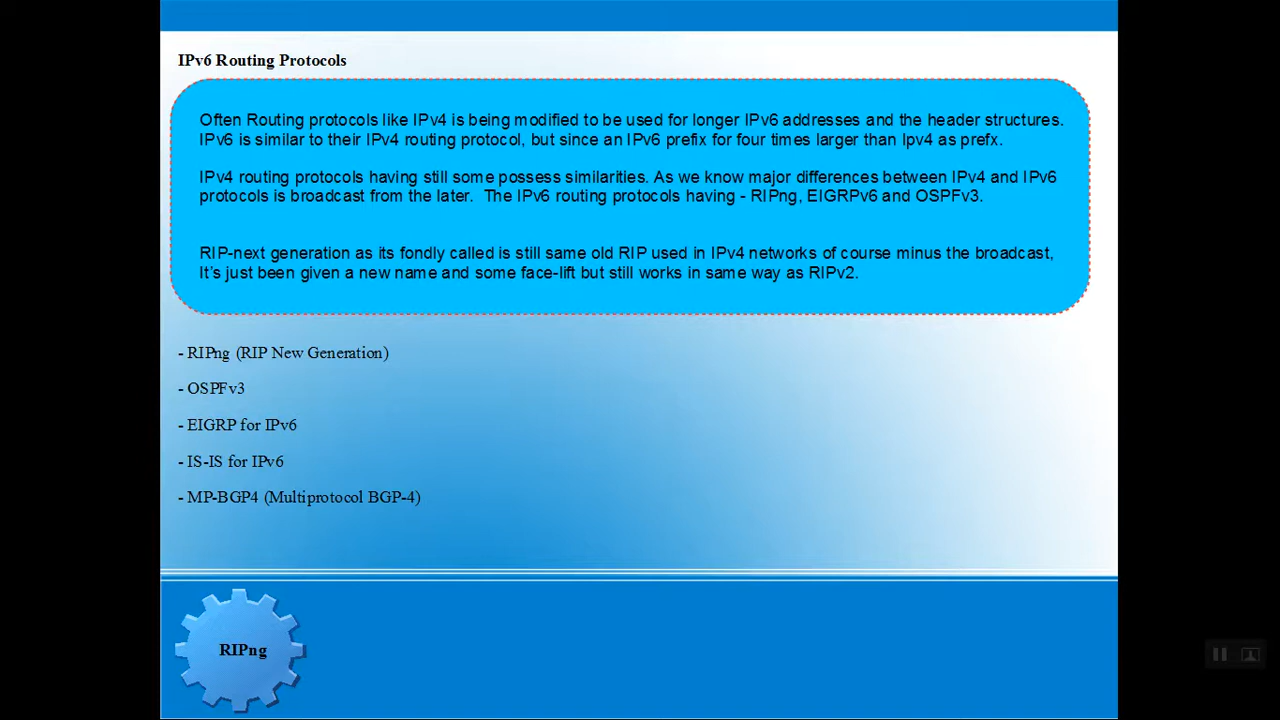 IPv6 Routing Protocols
Often Routing protocols like IPv4 is being modified to be used for longer IPv6 addresses and the header structures.
IPv6 is similar to their IPv4 routing protocol, but since an IPv6 prefix for four times larger than Ipv4 as prefx.
IPv4 routing protocols having still some possess similarities. As we know major differences between IPv4 and IPv6
protocols is broadcast from the later. The IPv6 routing protocols having - RIPng, EIGRPv6 and OSPFv3.
RIP-next generation as its fondly called is still same old RIP used in IPv4 networks of course minus the broadcast,
It’s just been given a new name and some face-lift but still works in same way as RIPv2.
- RIPng (RIP New Generation)
- OSPFv3
- EIGRP for IPv6
- IS-IS for IPv6
- MP-BGP4 (Multiprotocol BGP-4)
RIPng